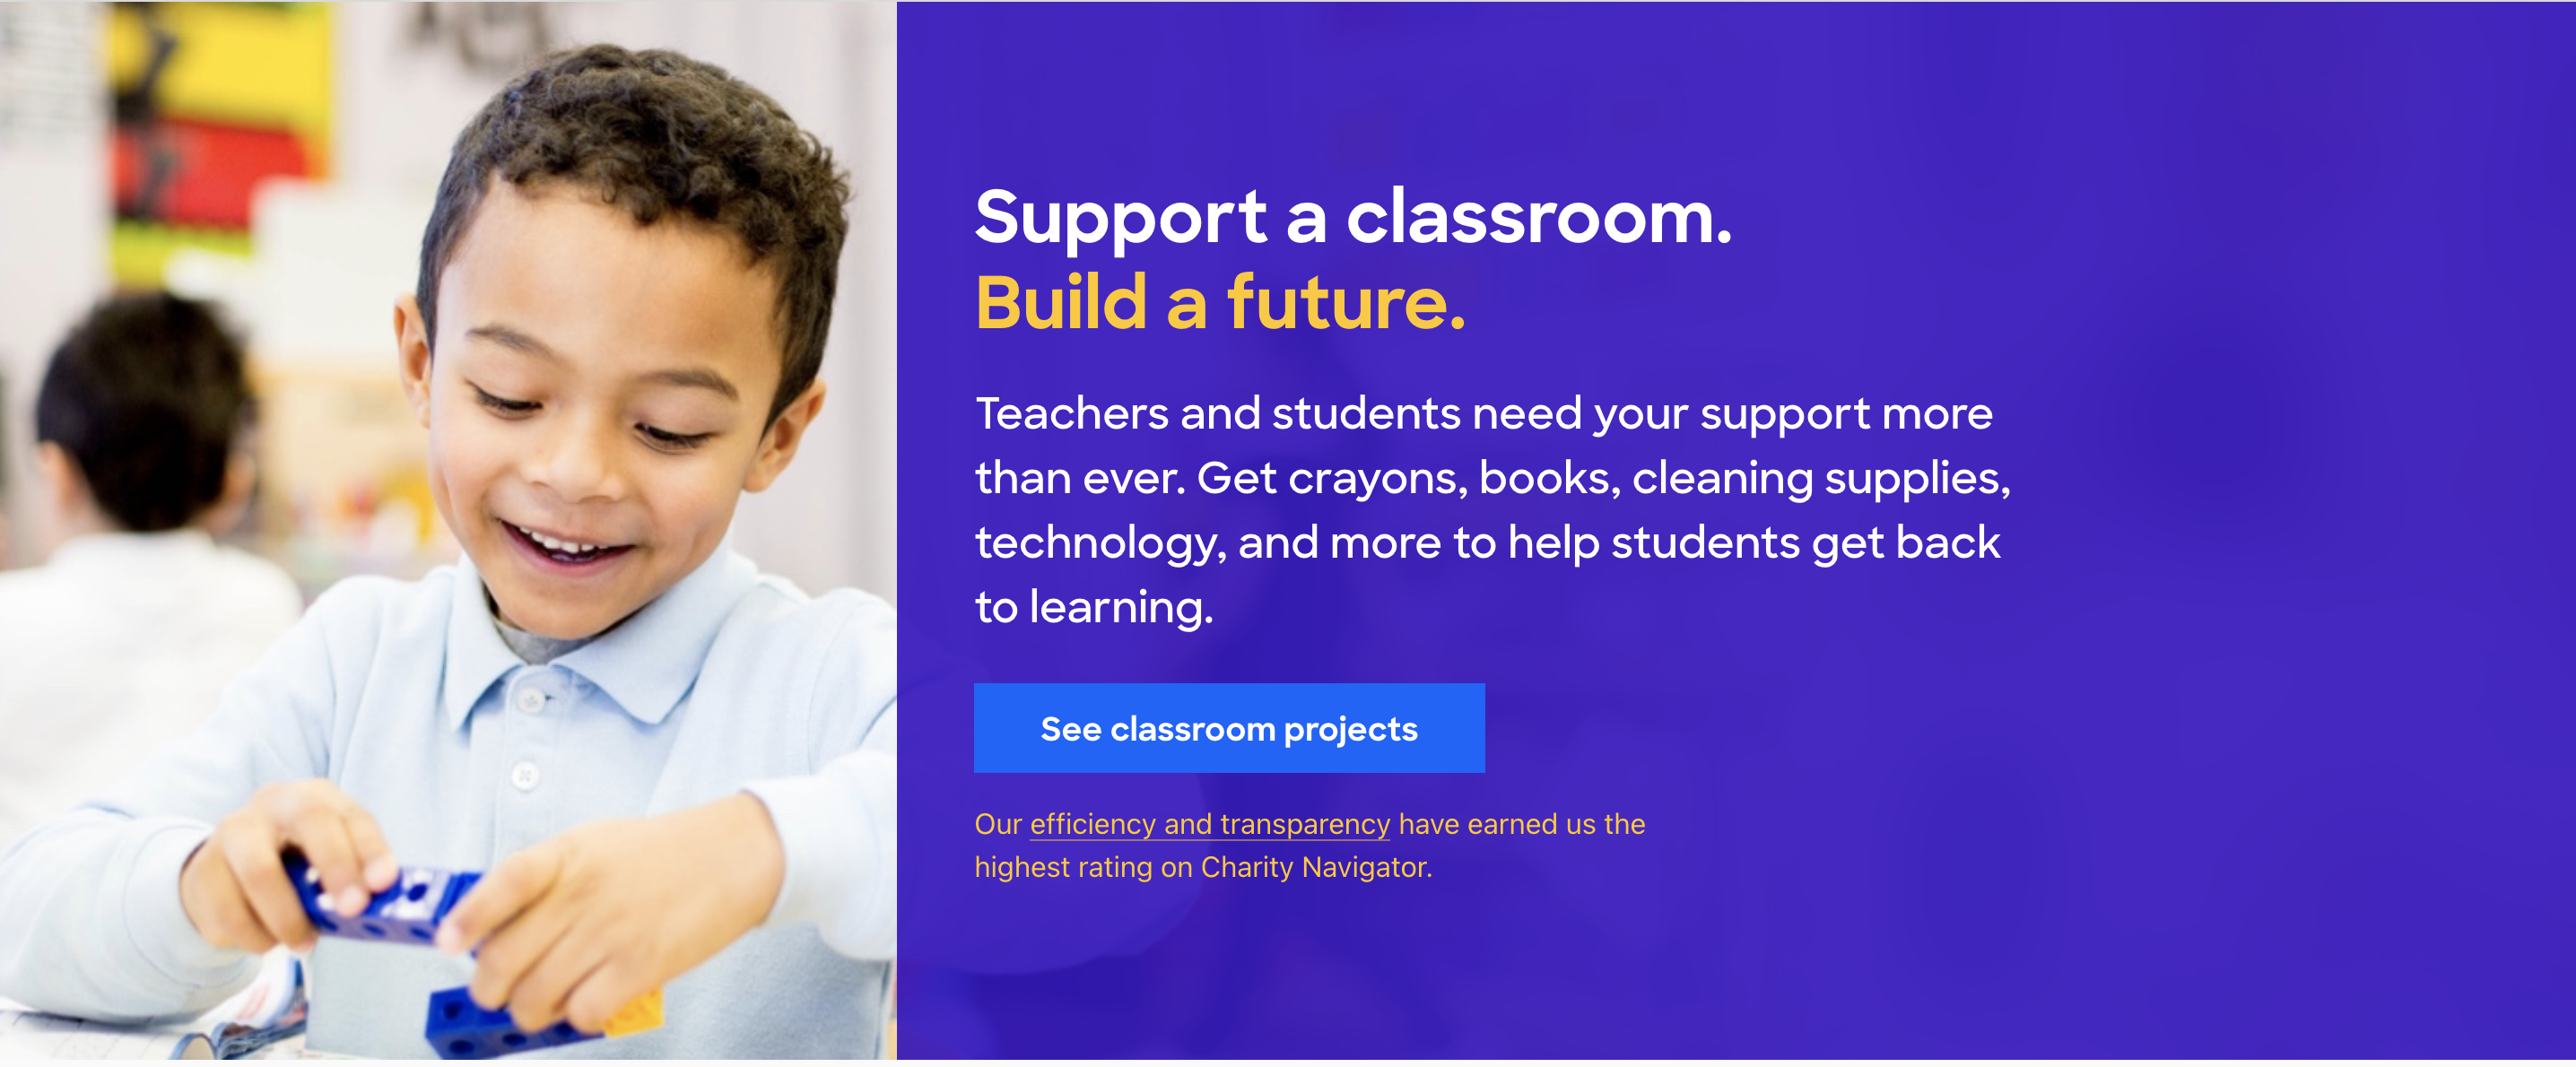 Support a classroom.
Build a future.
Teachers and students need your support more
than ever. Get crayons, books, cleaning supplies,
technology, and more to help students get back
to learning.
See classroom projects
Our efficiency and transparency have earned us the
highest rating on Charity Navigator.